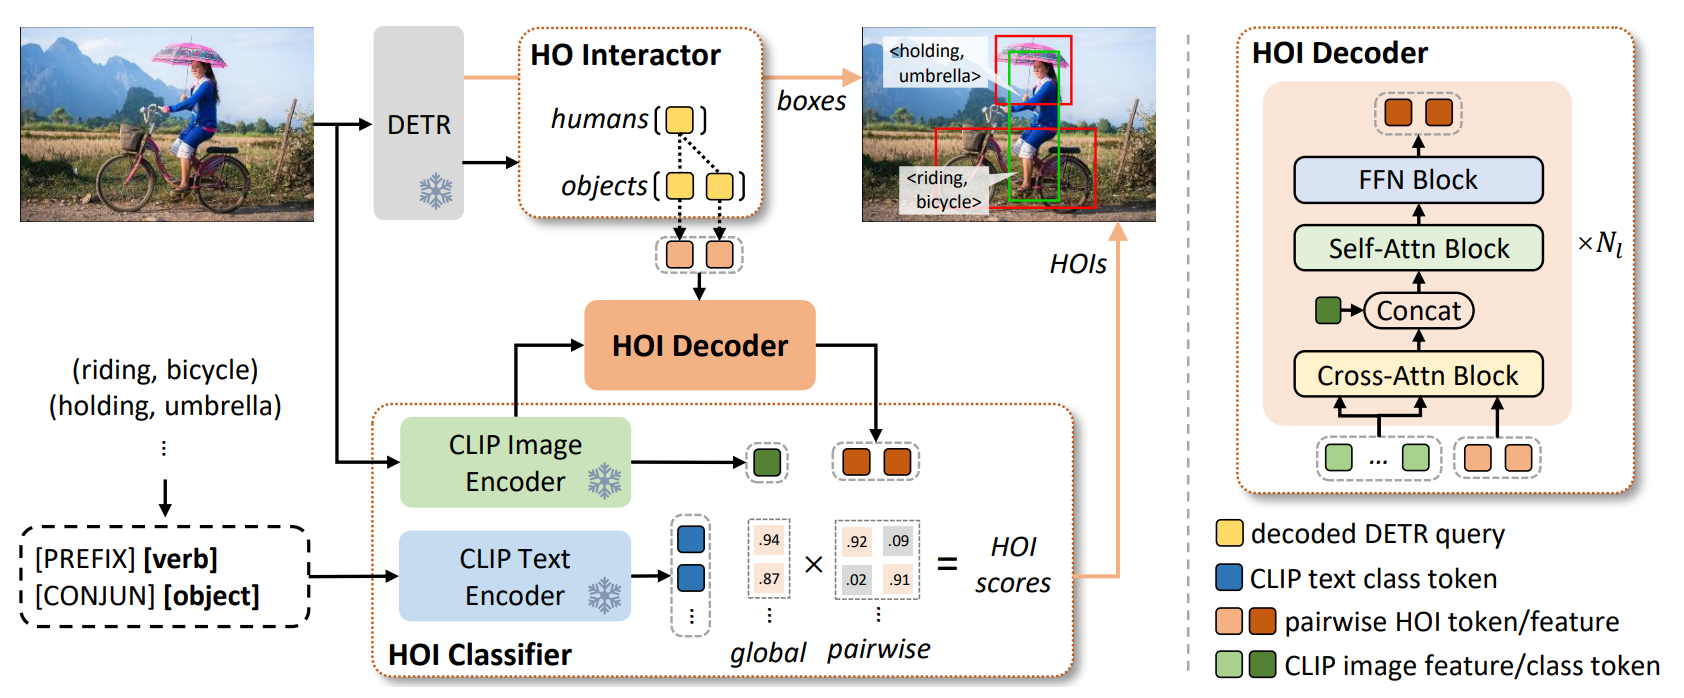 DETR
HO Interactor
humans
objects
boxes
<holding,
umbrella>
<riding,
bicycle>
HOIs
HOI Decoder
(riding, bicycle)
(holding, umbrella)
...
[PREFIX] [verb]
[CONJUN] [object]
CLIP Image
Encoder
CLIP Text
Encoder
...
.94
.87
...
global
×
.92 .09
.02 .91
...
pairwise
=
HOI
scores
HOI Classifier
HOI Decoder
FFN Block
Self-Attn Block
×Nₗ
Concat
Cross-Attn Block
...
decoded DETR query
CLIP text class token
pairwise HOI token/feature
CLIP image feature/class token